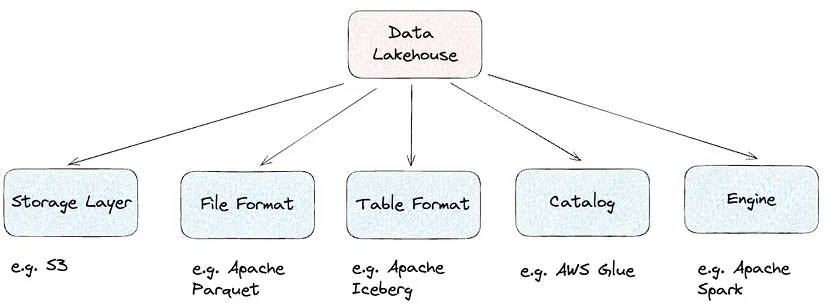 Data
Lakehouse
Storage Layer
File Format
Table Format
Catalog
Engine
e.g. S3
e.g. Apache
Parquet
e.g. Apache
Iceberg
e.g. AWS Glue
e.g. Apache
Spark